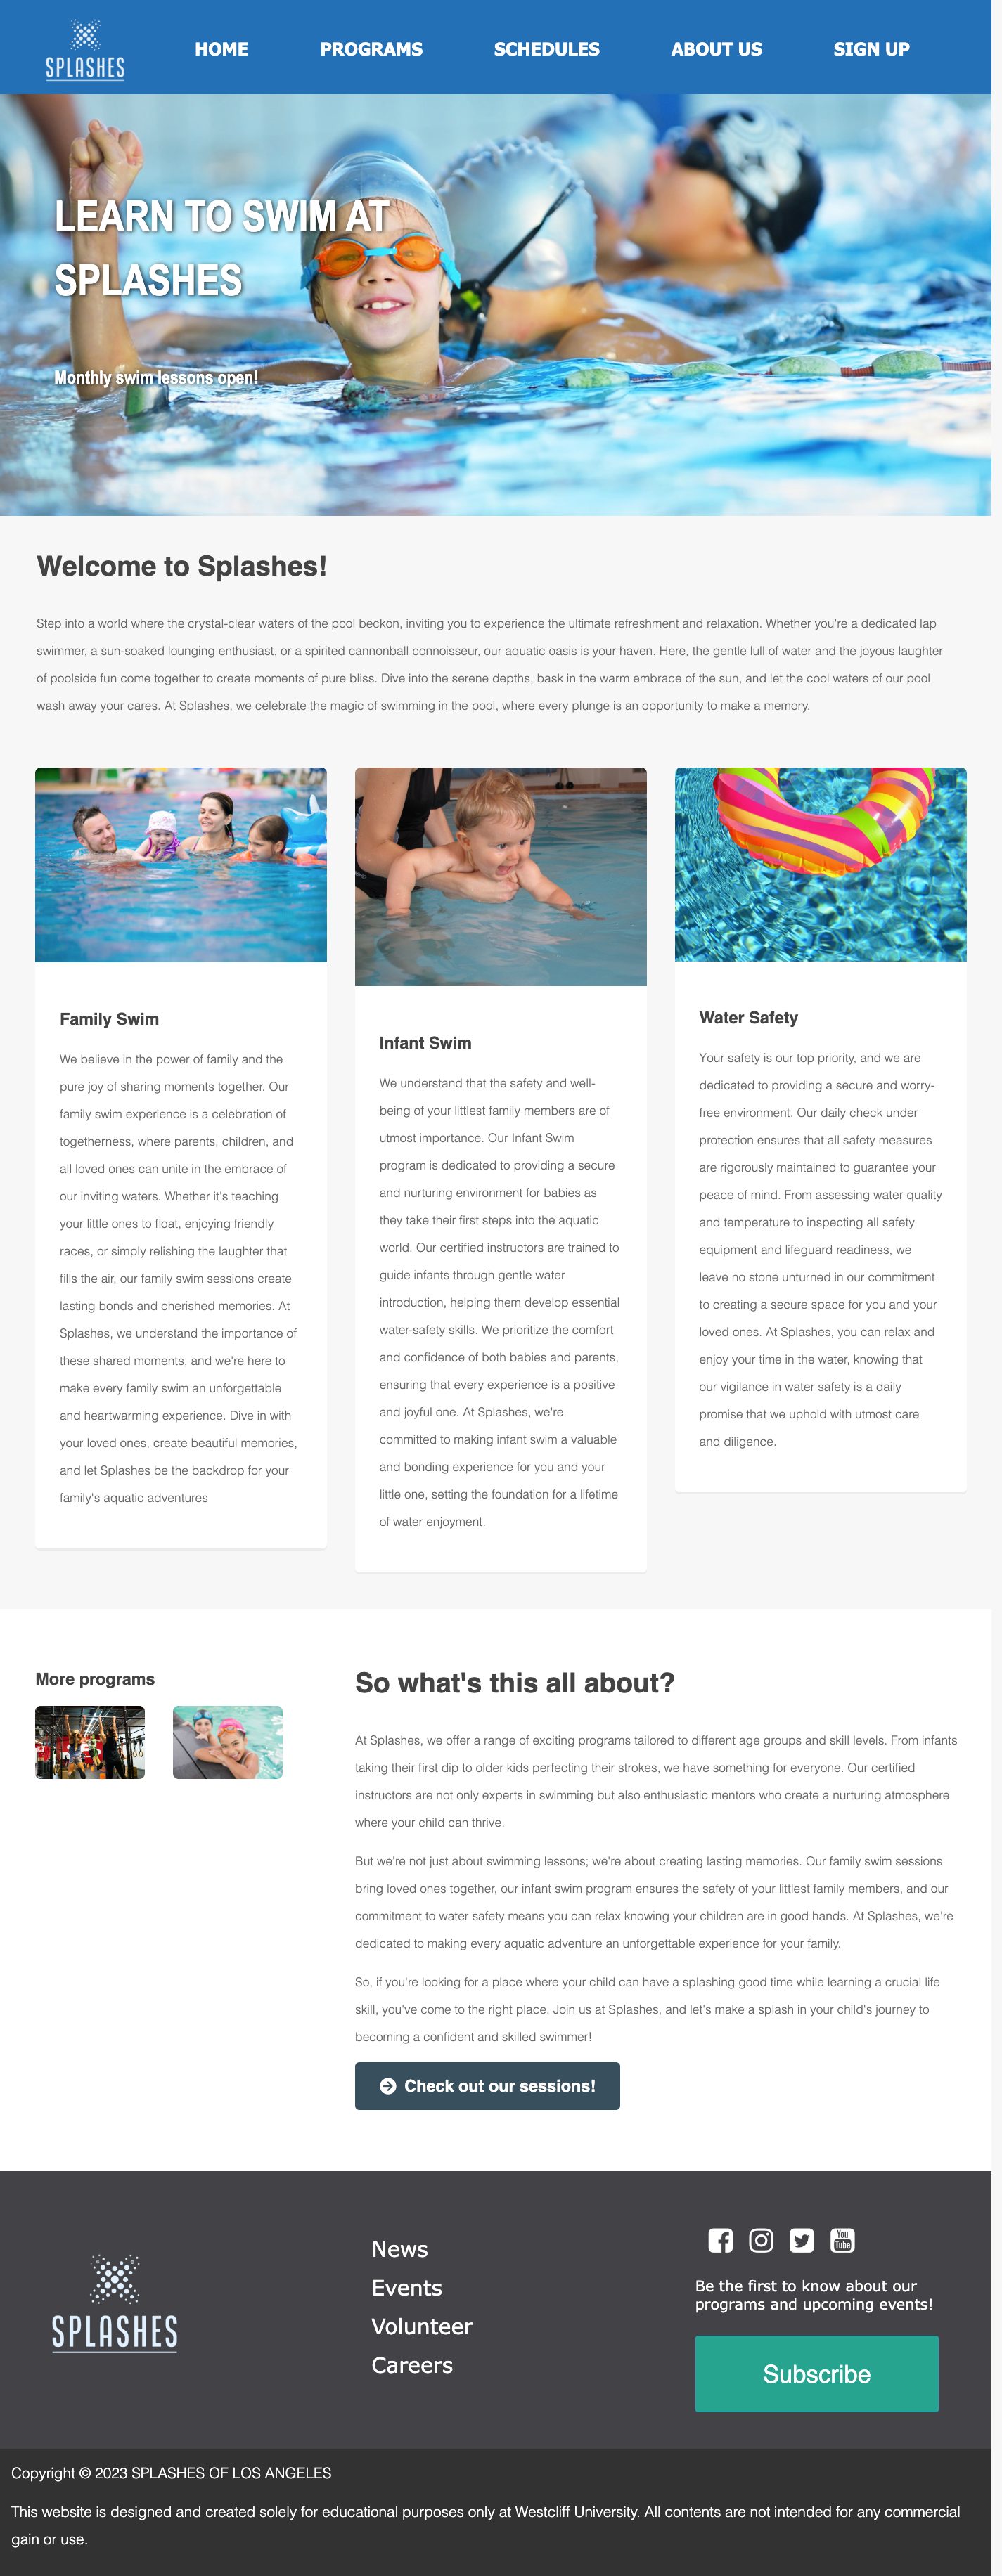 SPLASHES
HOME
PROGRAMS
SCHEDULES
ABOUT US
SIGN UP
LEARN TO SWIM AT
SPLASHES
Monthly swim lessons open!
Welcome to Splashes!
Step into a world where the crystal-clear waters of the pool beckon, inviting you to experience the ultimate refreshment and relaxation. Whether you're a dedicated lap
swimmer, a sun-soaked lounging enthusiast, or a spirited cannonball connoisseur, our aquatic oasis is your haven. Here, the gentle lull of water and the joyous laughter
of poolside fun come together to create moments of pure bliss. Dive into the serene depths, bask in the warm embrace of the sun, and let the cool waters of our pool
wash away your cares. At Splashes, we celebrate the magic of swimming in the pool, where every plunge is an opportunity to make a memory.
Family Swim
We believe in the power of family and the
pure joy of sharing moments together. Our
family swim experience is a celebration of
togetherness, where parents, children, and
all loved ones can unite in the embrace of
our inviting waters. Whether it's teaching
your little ones to float, enjoying friendly
races, or simply relishing the laughter that
fills the air, our family swim sessions create
lasting bonds and cherished memories. At
Splashes, we understand the importance of
these shared moments, and we're here to
make every family swim an unforgettable
and heartwarming experience. Dive in with
your loved ones, create beautiful memories,
and let Splashes be the backdrop for your
family's aquatic adventures
Infant Swim
We understand that the safety and well-
being of your littlest family members are of
utmost importance. Our Infant Swim
program is dedicated to providing a secure
and nurturing environment for babies as
they take their first steps into the aquatic
world. Our certified instructors are trained to
guide infants through gentle water
introduction, helping them develop essential
water-safety skills. We prioritize the comfort
and confidence of both babies and parents,
ensuring that every experience is a positive
and joyful one. At Splashes, we're
committed to making infant swim a valuable
and bonding experience for you and your
little one, setting the foundation for a lifetime
of water enjoyment.
Water Safety
Your safety is our top priority, and we are
dedicated to providing a secure and worry-
free environment. Our daily check under
protection ensures that all safety measures
are rigorously maintained to guarantee your
peace of mind. From assessing water quality
and temperature to inspecting all safety
equipment and lifeguard readiness, we
leave no stone unturned in our commitment
to creating a secure space for you and your
loved ones. At Splashes, you can relax and
enjoy your time in the water, knowing that
our vigilance in water safety is a daily
promise that we uphold with utmost care
and diligence.
More programs
So what's this all about?
At Splashes, we offer a range of exciting programs tailored to different age groups and skill levels. From infants
taking their first dip to older kids perfecting their strokes, we have something for everyone. Our certified
instructors are not only experts in swimming but also enthusiastic mentors who create a nurturing atmosphere
where your child can thrive.
But we're not just about swimming lessons; we're about creating lasting memories. Our family swim sessions
bring loved ones together, our infant swim program ensures the safety of your littlest family members, and our
commitment to water safety means you can relax knowing your children are in good hands. At Splashes, we're
dedicated to making every aquatic adventure an unforgettable experience for your family.
So, if you're looking for a place where your child can have a splashing good time while learning a crucial life
skill, you've come to the right place. Join us at Splashes, and let's make a splash in your child's journey to
becoming a confident and skilled swimmer!
Check out our sessions!
SPLASHES
News
Events
Volunteer
Careers
You
Tube
Be the first to know about our
programs and upcoming events!
Subscribe
Copyright © 2023 SPLASHES OF LOS ANGELES
This website is designed and created solely for educational purposes only at Westcliff University. All contents are not intended for any commercial
gain or use.